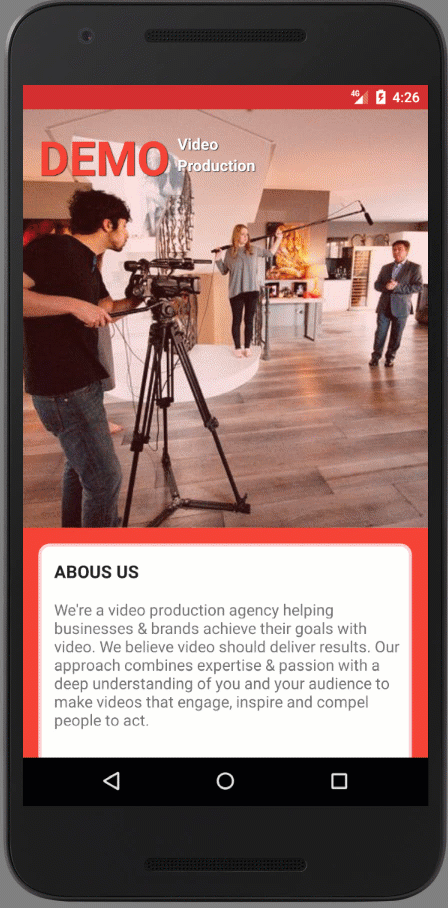 4G 4:26
DEMO Video
Production
ABOUS US
We're a video production agency helping
businesses & brands achieve their goals with
video. We believe video should deliver results. Our
approach combines expertise & passion with a
deep understanding of you and your audience to
make videos that engage, inspire and compel
people to act.